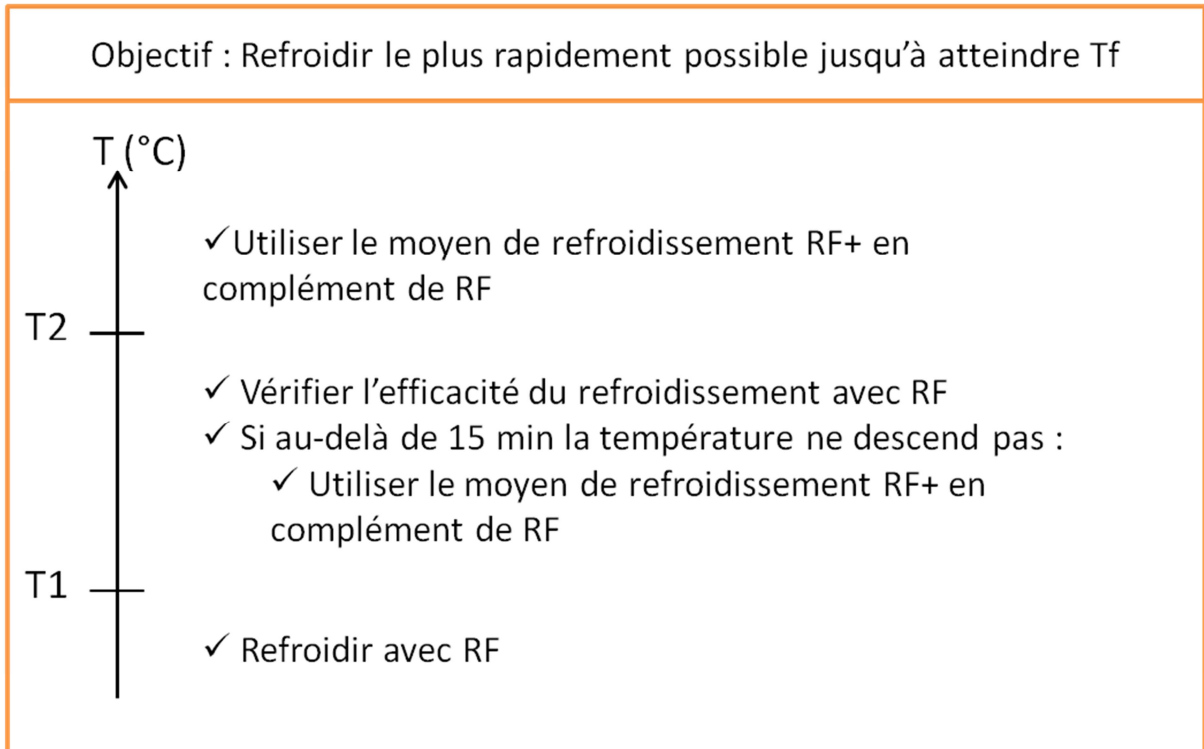 Objectif : Refroidir le plus rapidement possible jusqu'à atteindre Tf
T (°C)
✓Utiliser le moyen de refroidissement RF+ en
complément de RF
T2
✓ Vérifier l'efficacité du refroidissement avec RF
✓ Si au-delà de 15 min la température ne descend pas :
✓ Utiliser le moyen de refroidissement RF+ en
complément de RF
T1
✓ Refroidir avec RF